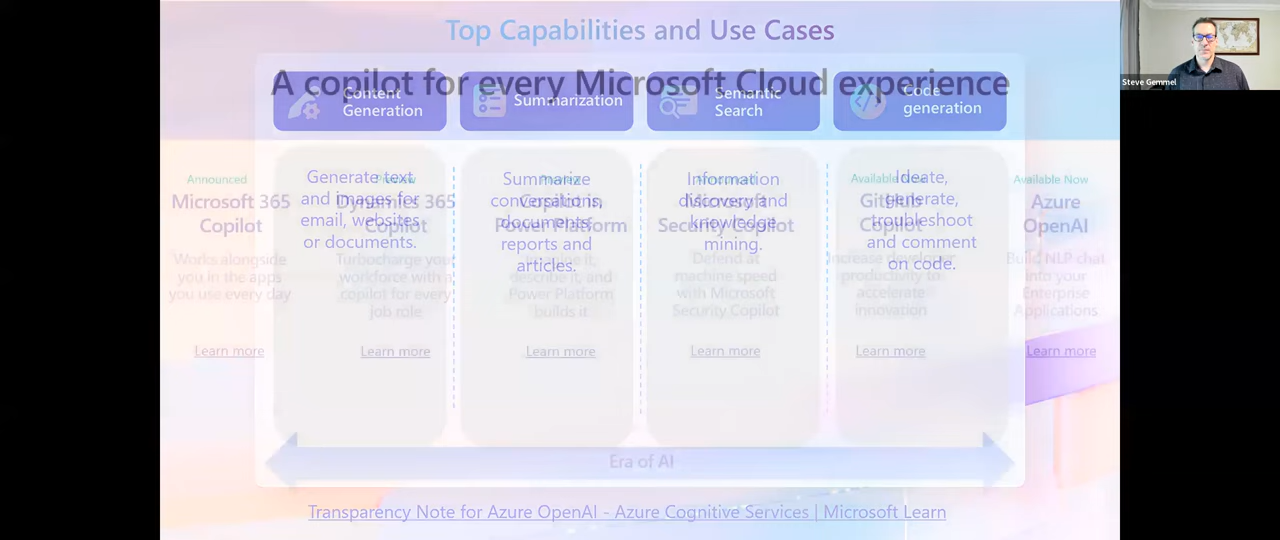 Top Capabilities and Use Cases
A copilot for every Microsoft Cloud experience
Content
Generation
Summarization
Semantic
Search
Code
generation
Generate text
and images for
email, websites
or documents.
Summarize
conversations,
documents,
reports and
articles.
Information
discovery and
knowledge
mining.
Ideate,
generate,
troubleshoot
and comment
on code.
Announced
Microsoft 365
Copilot
Works alongside
you in the apps
you use every day
Learn more
Preview
Dynamics 365
Copilot
Turbocharge your
workforce with a
copilot for every
job role
Learn more
Preview
Copilot in
Power Platform
describe it, and
Power Platform
builds it
Learn more
Microsoft
Security Copilot
Defend at
machine speed
with Microsoft
Security Copilot
Learn more
Available Now
GitHub
Copilot
Increase developer
productivity to
accelerate
innovation
Learn more
Available Now
Azure
OpenAI
Build NLP chat
into your
Enterprise
Applications
Learn more
Era of AI
Transparency Note for Azure OpenAI - Azure Cognitive Services | Microsoft Learn
Steve Gemmel